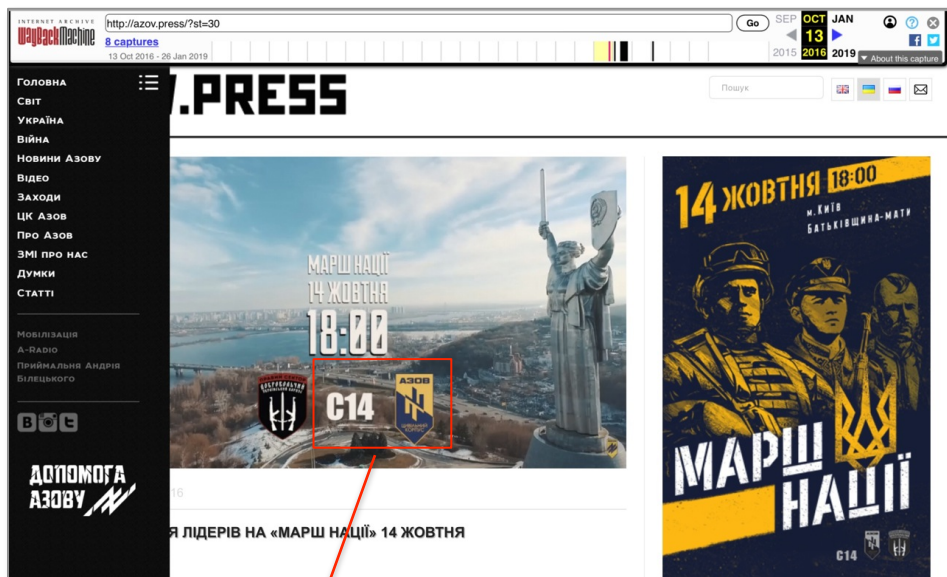 INTERNET ARCHIVE
WayBackMachine
http://azov.press/?st=30
Go
SEP OCT JAN
8 captures
13
13 Oct 2016 - 26 Jan 2019
2015 2016 2019
▼ About this capture
Головна
Світ
Україна
Війна
Новини Азову
Відео
Заходи
ЦК Азов
Про Азов
ЗМІ про нас
Думки
Статті
Мобілізація
A-Radio
Приймальня Андрія
Білецького
ДОПОМОГА
АЗОВУ
.PRESS
Пошук
МАРШ НАЦІЇ
14 ЖОВТНЯ
18:00
С14
АЗОВ
ЦИВІЛЬНИЙ
КОРПУС
16
Я ЛІДЕРІВ НА «МАРШ НАЦІЇ» 14 ЖОВТНЯ
14 ЖОВТНЯ 18:00
м.Київ
БАТЬКІВЩИНА-МАТИ
МАРШ
НАЦІЇ
С14